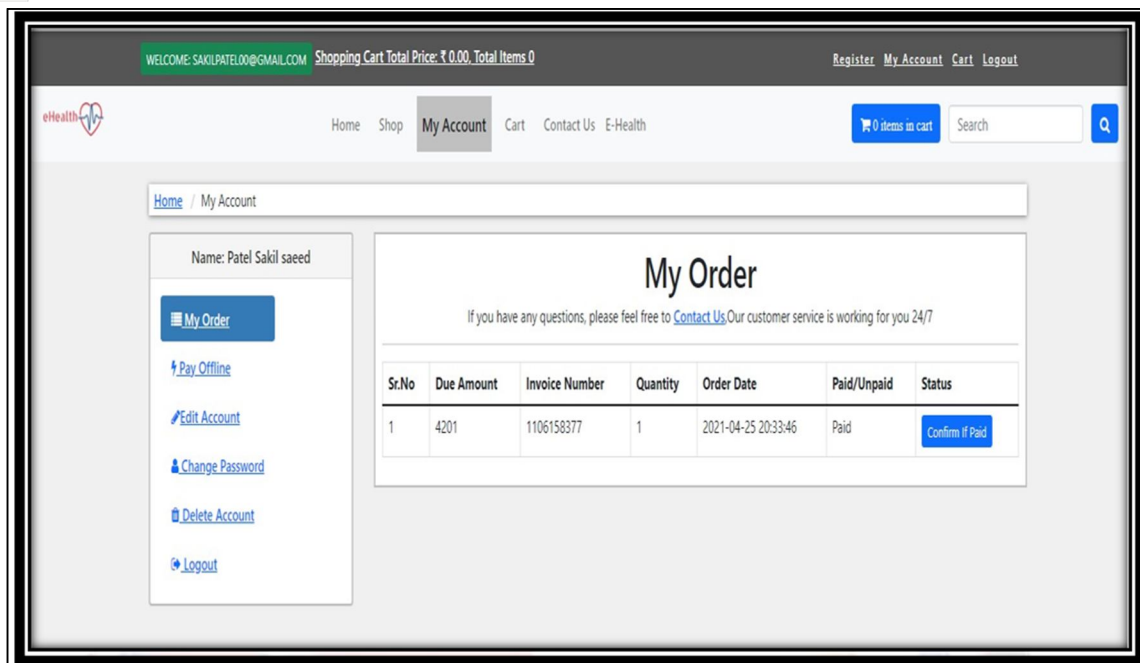 WELCOME: SAKILPATEL00@GMAIL.COM Shopping Cart Total Price: ₹ 0.00, Total Items 0 Register My Account Cart Logout
eHealth Home Shop My Account Cart Contact Us E-Health 0 items in cart Search
Home / My Account
Name: Patel Sakil saeed
My Order
Pay Offline
Edit Account
Change Password
Delete Account
Logout
My Order
If you have any questions, please feel free to Contact Us,Our customer service is working for you 24/7
Sr.No Due Amount Invoice Number Quantity Order Date Paid/Unpaid Status
1 4201 1106158377 1 2021-04-25 20:33:46 Paid Confirm If Paid